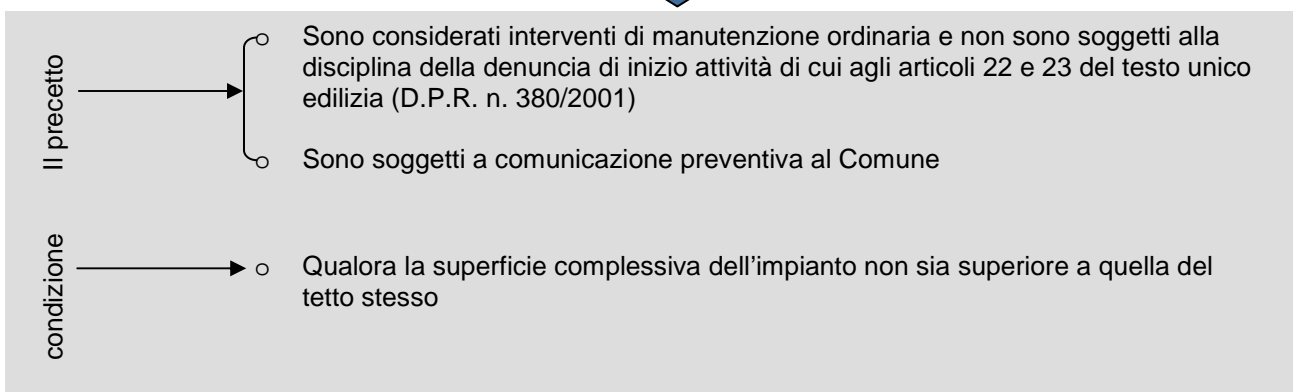 Il precetto
o Sono considerati interventi di manutenzione ordinaria e non sono soggetti alla
disciplina della denuncia di inizio attività di cui agli articoli 22 e 23 del testo unico
edilizia (D.P.R. n. 380/2001)
o Sono soggetti a comunicazione preventiva al Comune
condizione
o Qualora la superficie complessiva dell’impianto non sia superiore a quella del
tetto stesso